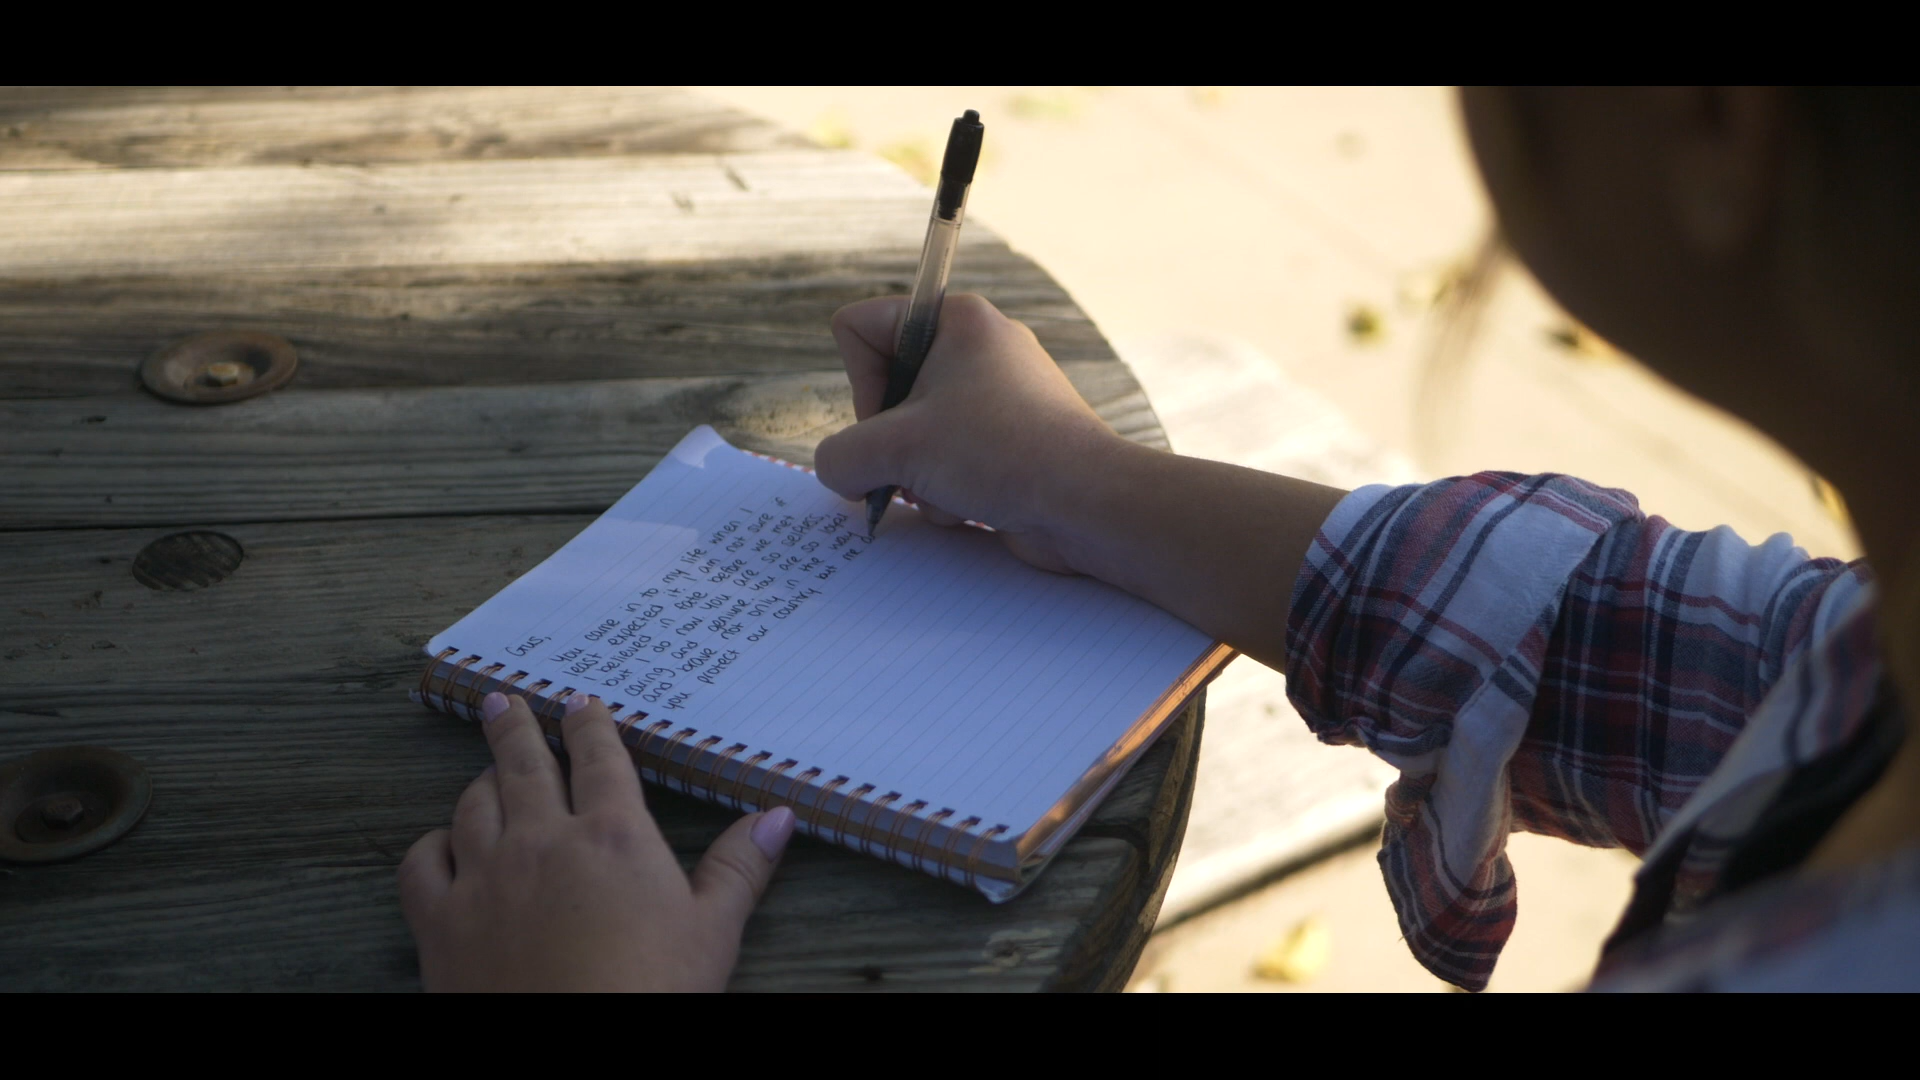 Gus,
You came in to my life when I
least expected it. I am not sure if
I believed in fate before we met
but I do now you are so selfless,
caring and genuine. You are so loyal
and brave not only in the way
you protect our country but me a